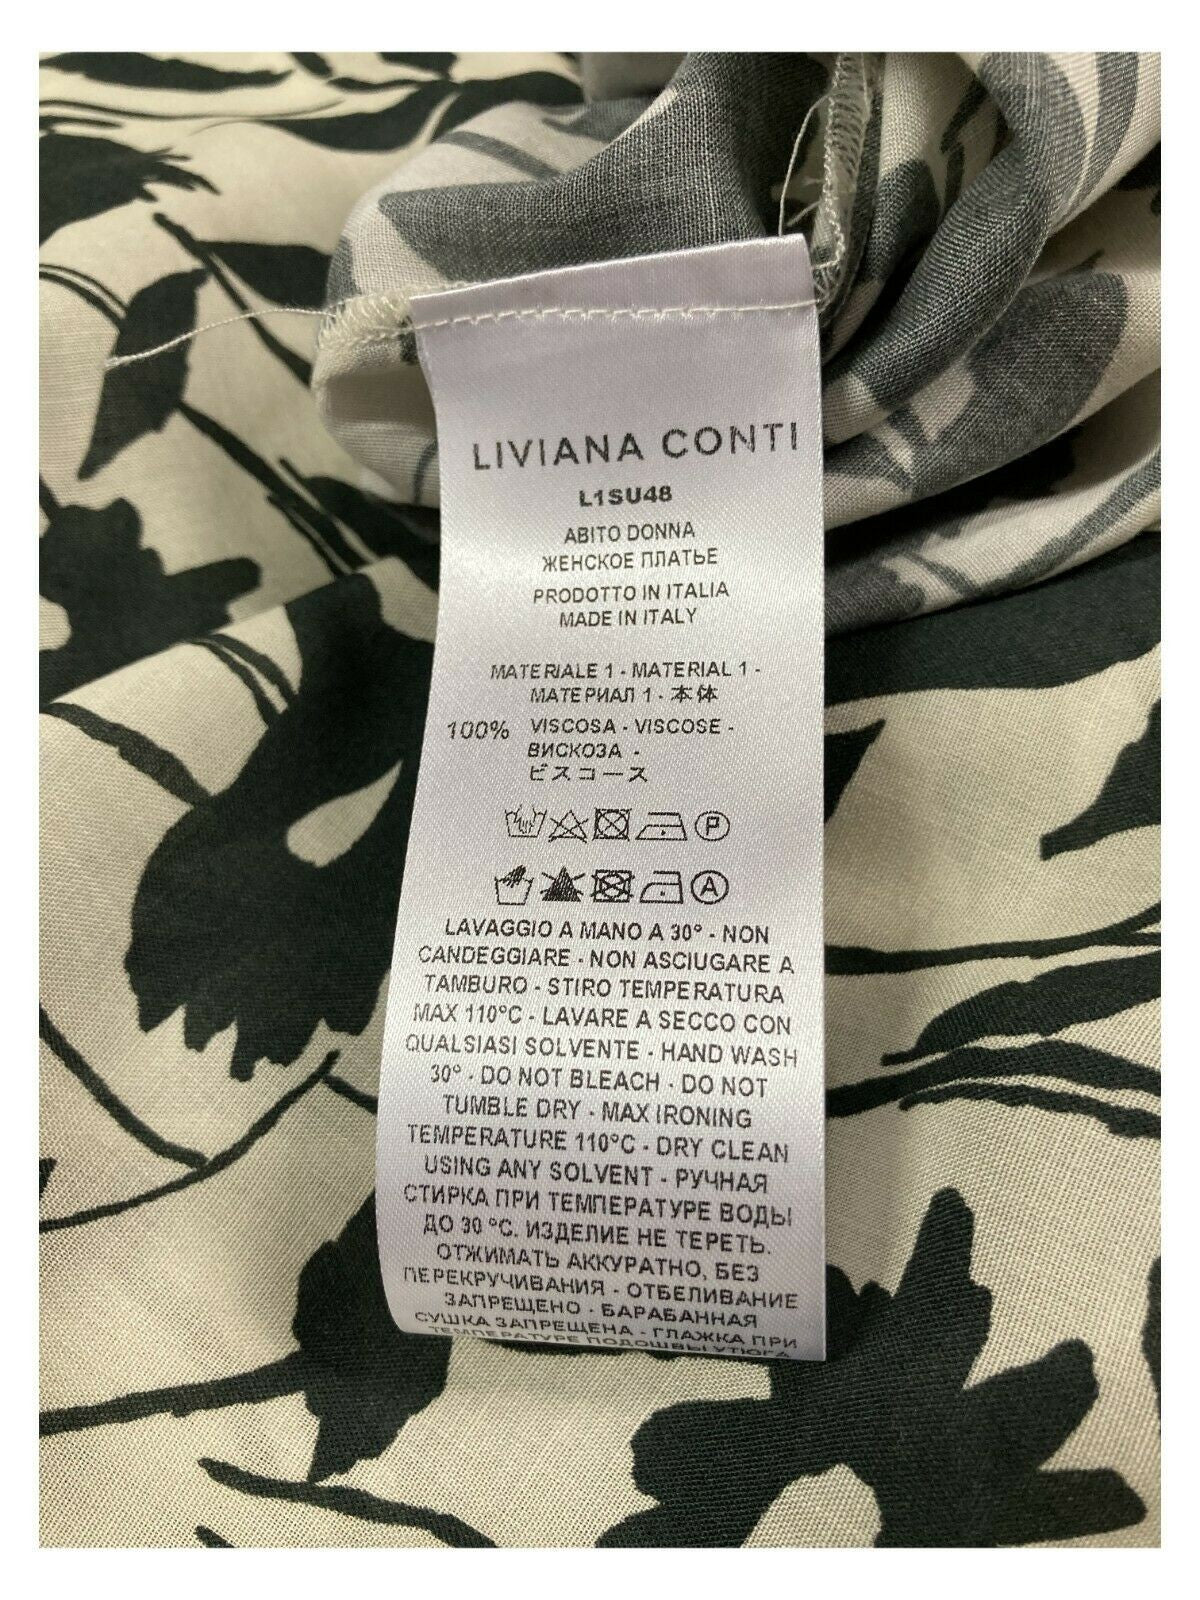 LIVIANA CONTI
L1SU48
ABITO DONNA
ЖЕНСКОЕ ПЛАТЬЕ
PRODOTTO IN ITALIA
MADE IN ITALY
MATERIALE 1 - MATERIAL 1 -
МАТЕРИАЛ 1 - 本体
100% VISCOSA - VISCOSE -
ВИСКОЗА -
ビスコース
P
A
LAVAGGIO A MANO A 30° - NON
CANDEGGIARE - NON ASCIUGARE A
TAMBURO - STIRO TEMPERATURA
MAX 110°C - LAVARE A SECCO CON
QUALSIASI SOLVENTE - HAND WASH
30° - DO NOT BLEACH - DO NOT
TUMBLE DRY - MAX IRONING
TEMPERATURE 110°C - DRY CLEAN
USING ANY SOLVENT - РУЧНАЯ
СТИРКА ПРИ ТЕМПЕРАТУРЕ ВОДЫ
ДО 30 °C. ИЗДЕЛИЕ НЕ ТЕРЕТЬ.
ОТЖИМАТЬ АККУРАТНО, БЕЗ
ПЕРЕКРУЧИВАНИЯ - ОТБЕЛИВАНИЕ
ЗАПРЕЩЕНО - БАРАБАННАЯ
СУШКА ЗАПРЕЩЕНА - ГЛАЖКА ПРИ
ТЕМПЕРАТУРЕ ПОДОШВЫ УТЮГА